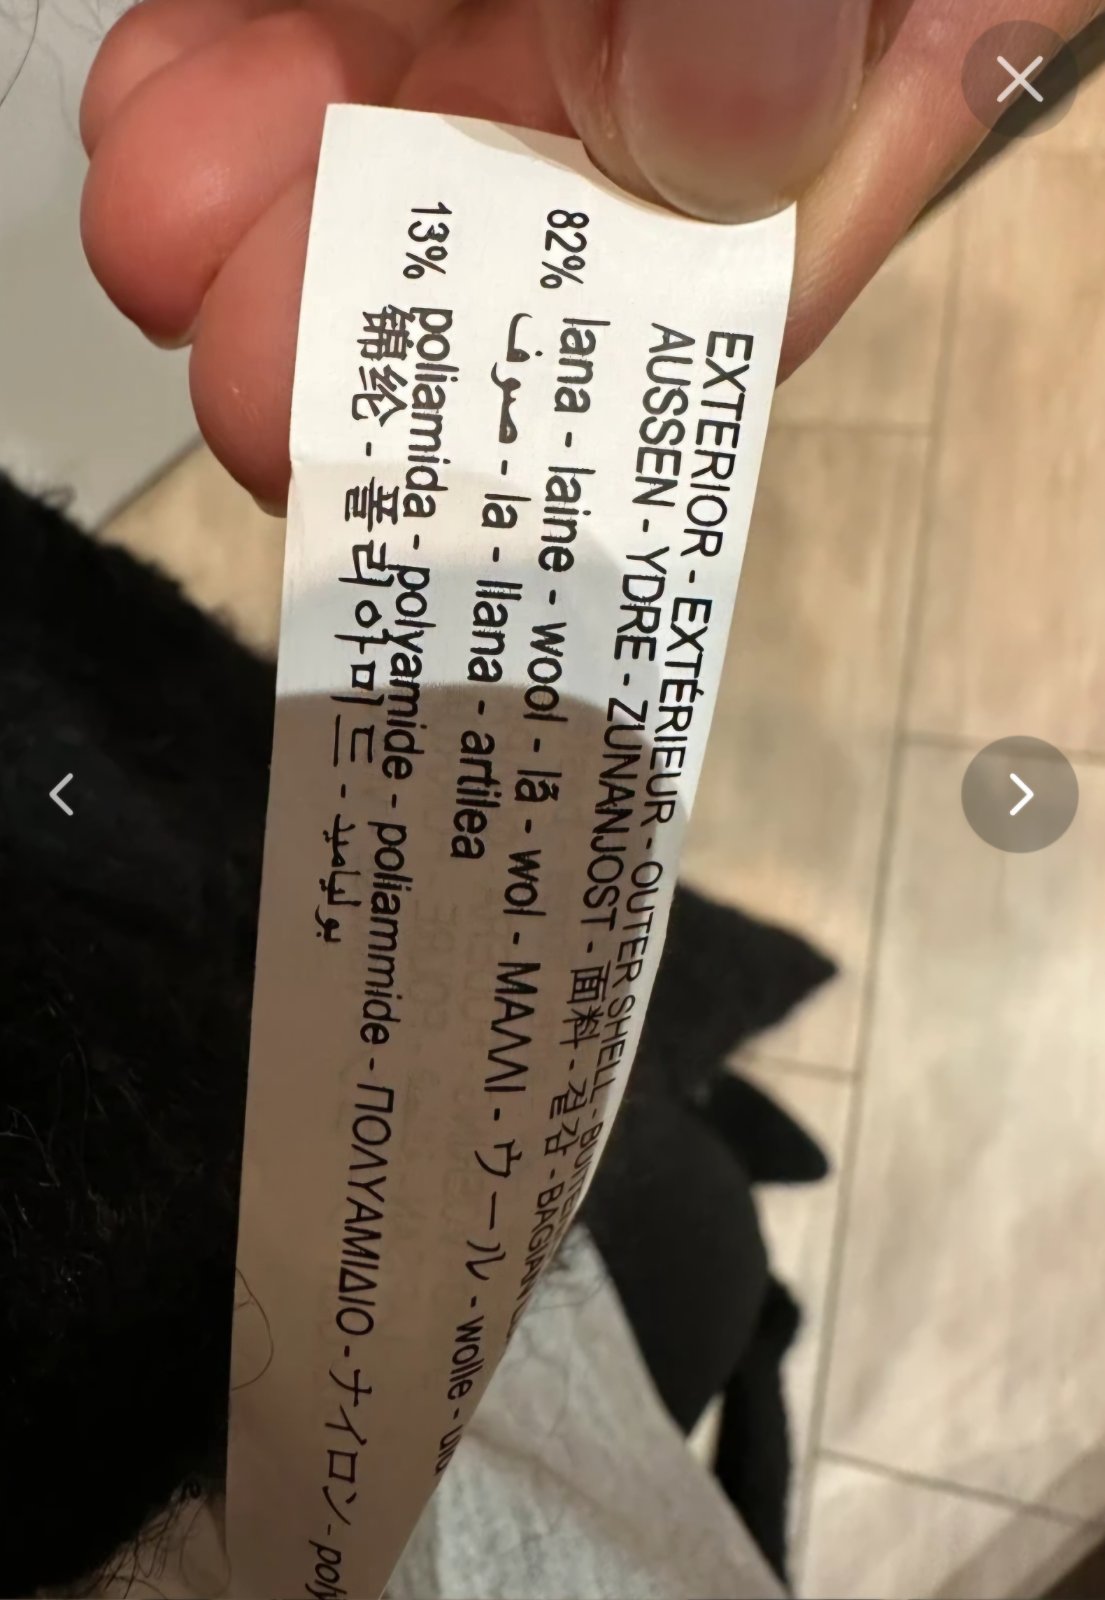 EXTERIOR - EXTÉRIEUR - OUTER SHELL -
AUSSEN - YDRE - ZUNANJOST - 面料 - 겉감 - BAGIAN
82% lana - laine - wool - lã - wol - ΜΑΛΛΙ - ウール - wolle -
صوف - la - llana - artilea
13% poliamida - polyamide - poliammide - ΠΟΛΥΑΜΙΔΙΟ - ナイロン -
锦纶 - 폴리아미드 - بولياميد